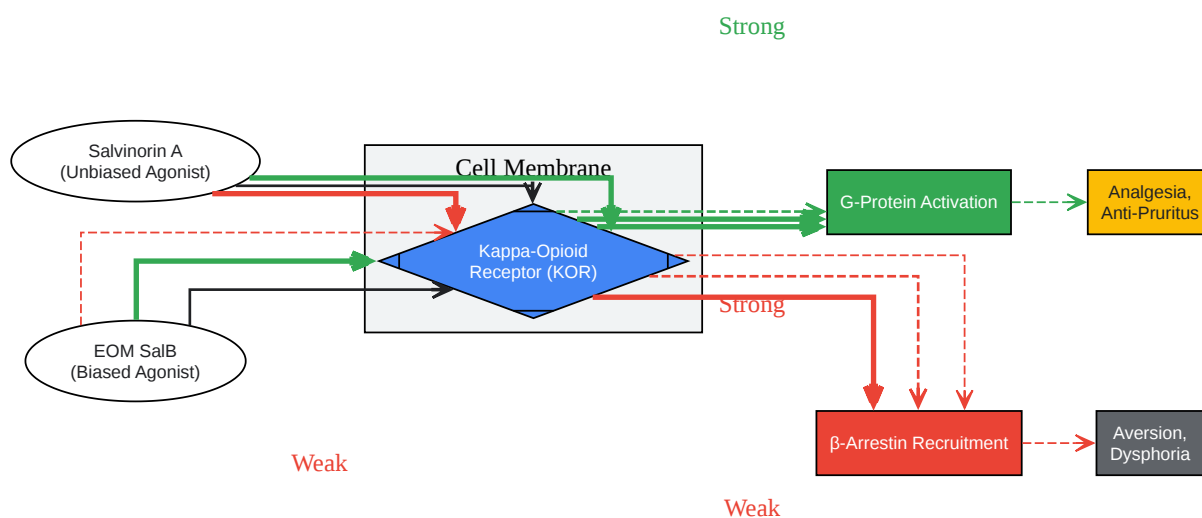 Strong
Salvinorin A
(Unbiased Agonist)
Cell Membrane
G-Protein Activation
Analgesia,
Anti-Pruritus
Kappa-Opioid
Receptor (KOR)
Strong
EOM SalB
(Biased Agonist)
β-Arrestin Recruitment
Aversion,
Dysphoria
Weak
Weak